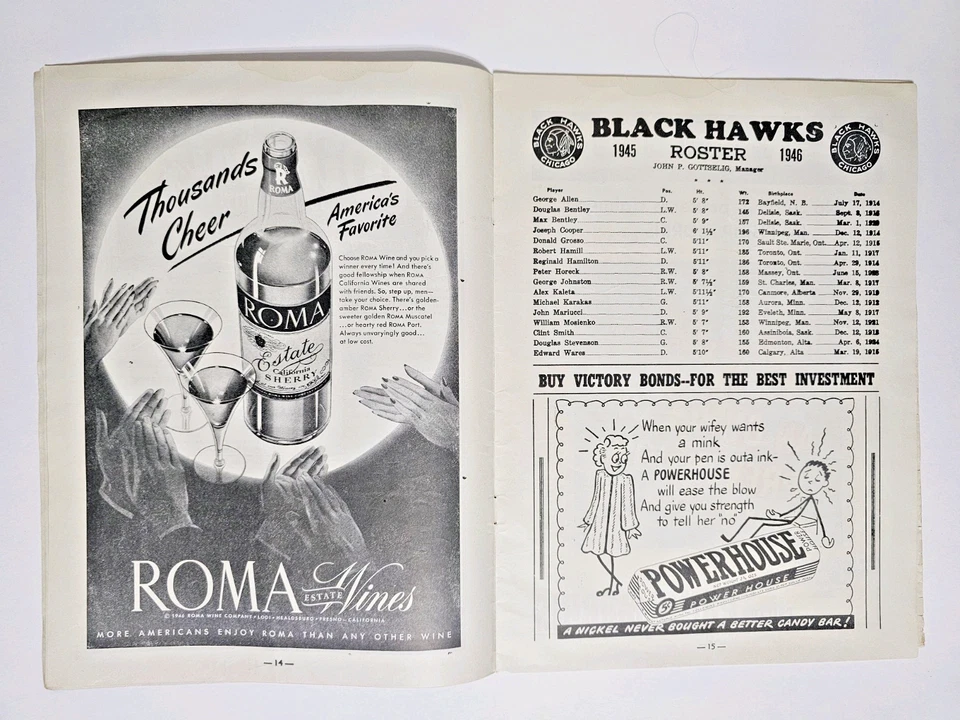 Thousands
Cheer
America's
Favorite
R
ROMA
Choose ROMA Wine and you pick a
winner every time! And there's
good fellowship when ROMA
California Wines are shared
with friends. So, step up, men—
take your choice. There's golden-
amber ROMA Sherry...or the
sweeter golden ROMA Muscatel
...or hearty red ROMA Port.
Always unvaryingly good...
at low cost.
ROMA
Estate
California
SHERRY
ROMA ESTATE Wines
© 1946 ROMA WINE COMPANY • LODI • HEALDSBURG • FRESNO • CALIFORNIA
MORE AMERICANS ENJOY ROMA THAN ANY OTHER WINE
—14—
BLACK HAWKS
CHICAGO
BLACK HAWKS
1945 ROSTER 1946
JOHN P. GOTTSELIG, Manager
BLACK HAWKS
CHICAGO
Player Pos. Ht. Wt. Birthplace Date
George Allen D. 5' 8" 172 Bayfield, N. B. July 17, 1914
Douglas Bentley L.W. 5' 8" 145 Delisle, Sask. Sept. 3, 1916
Max Bentley C. 5' 9" 157 Delisle, Sask. Mar. 1, 1920
Joseph Cooper D. 6' 1½" 196 Winnipeg, Man. Dec. 12, 1914
Donald Grosso C. 5'11" 170 Sault Ste. Marie, Ont. Apr. 12, 1915
Robert Hamill L.W. 5'11" 185 Toronto, Ont. Jan. 11, 1917
Reginald Hamilton D. 5'11" 186 Toronto, Ont. Apr. 29, 1914
Peter Horeck R.W. 5' 8" 158 Massey, Ont. June 15,
George Johnston R.W. 5' 7½" 159 St. Charles, Man. Mar. 8, 1917
Alex Kaleta L.W. 5'11½" 170 Canmore, Alberta Nov. 29, 1919
Michael Karakas G. 5'11" 158 Aurora, Minn. Dec. 12, 1912
John Mariucci D. 5' 9" 192 Eveleth, Minn. May 8, 1917
William Mosienko R.W. 5' 7" 153 Winnipeg, Man. Nov. 12, 1921
Clint Smith C. 5' 7" 160 Assiniboia, Sask. Dec. 12, 1913
Douglas Stevenson G. 5' 8" 155 Edmonton, Alta. Apr. 6, 1924
Edward Wares D. 5'10" 160 Calgary, Alta Mar. 19, 1915
BUY VICTORY BONDS--FOR THE BEST INVESTMENT
When your wifey wants
a mink
And your pen is outa ink-
A POWERHOUSE
will ease the blow
And give you strength
to tell her "no"
POWERHOUSE
POWER HOUSE
5¢
A NICKEL NEVER BOUGHT A BETTER CANDY BAR!
—15—